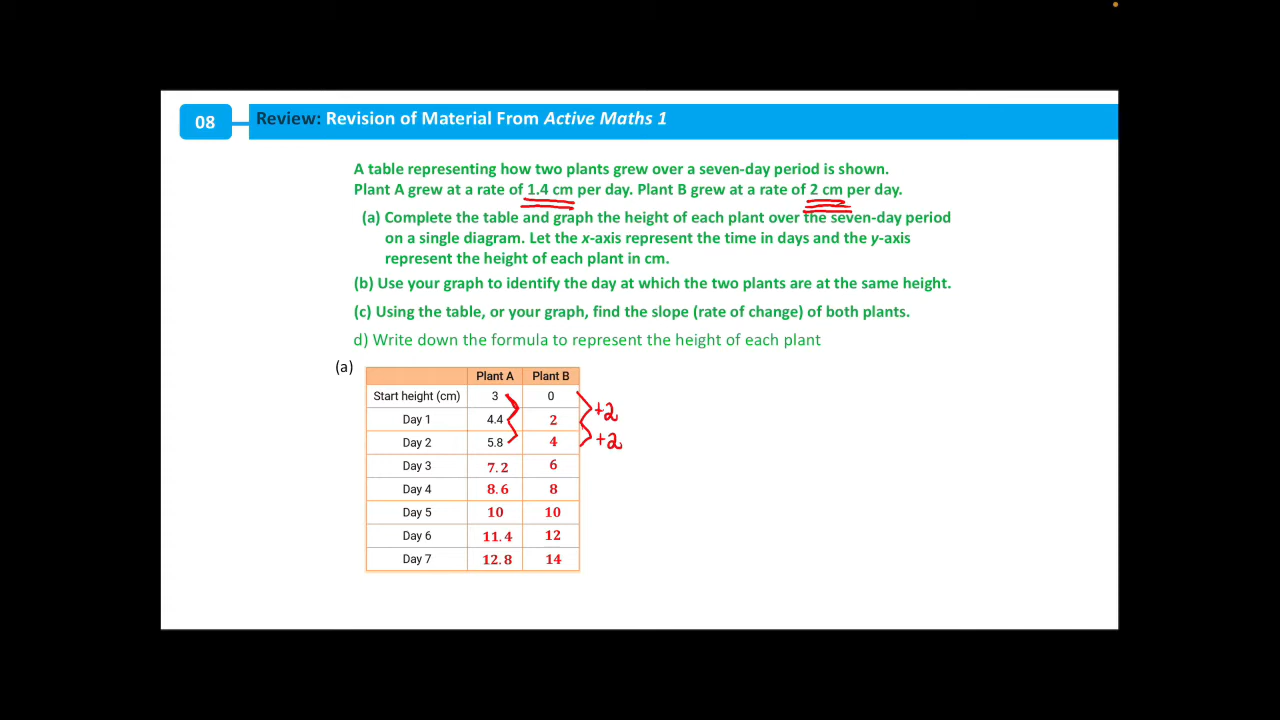 08
Review: Revision of Material From Active Maths 1
A table representing how two plants grew over a seven-day period is shown.
Plant A grew at a rate of 1.4 cm per day. Plant B grew at a rate of 2 cm per day.
(a) Complete the table and graph the height of each plant over the seven-day period
on a single diagram. Let the x-axis represent the time in days and the y-axis
represent the height of each plant in cm.
(b) Use your graph to identify the day at which the two plants are at the same height.
(c) Using the table, or your graph, find the slope (rate of change) of both plants.
d) Write down the formula to represent the height of each plant
(a)
Plant A Plant B
Start height (cm) 3 0
+2
Day 1 4.4 2
Day 2 5.8 4 +2
Day 3 7.2 6
Day 4 8.6 8
Day 5 10 10
Day 6 11.4 12
Day 7 12.8 14